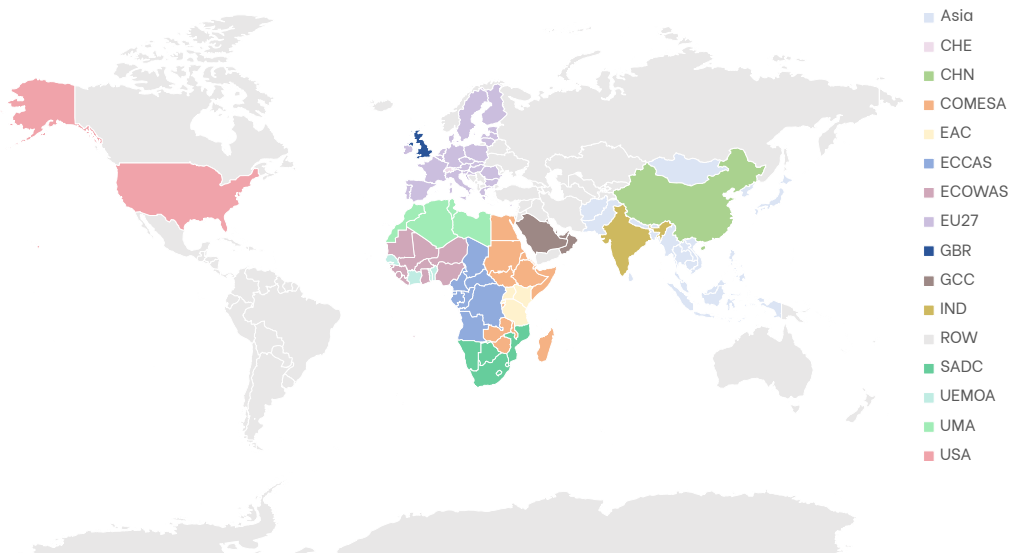 Asia
CHE
CHN
COMESA
EAC
ECCAS
ECOWAS
EU27
GBR
GCC
IND
ROW
SADC
UEMOA
UMA
USA